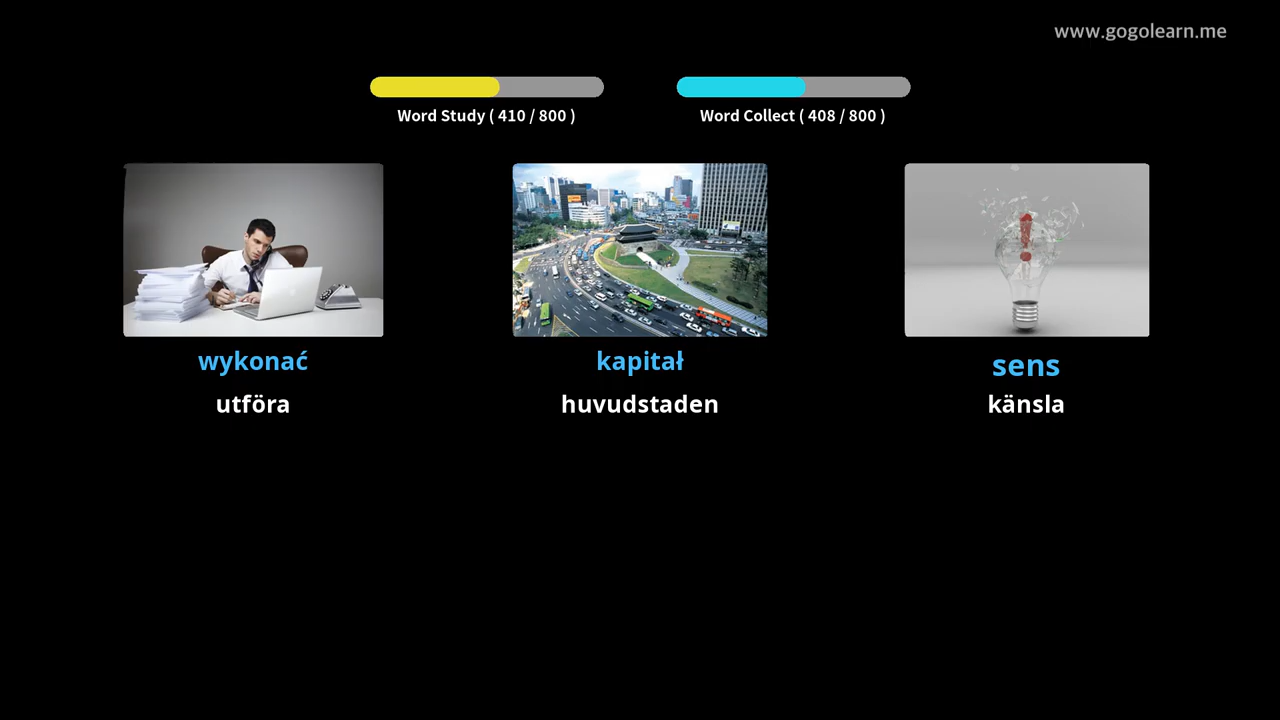 www.gogolearn.me
Word Study ( 410 / 800 )
Word Collect ( 408 / 800 )
wykonać
kapitał
sens
utföra
huvudstaden
känsla